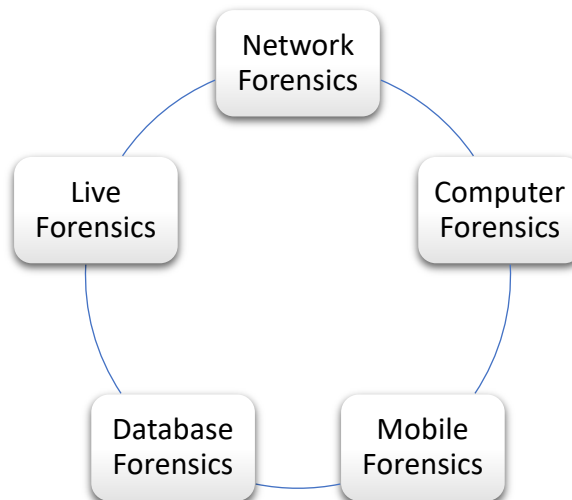 Network
Forensics
Computer
Forensics
Mobile
Forensics
Database
Forensics
Live
Forensics